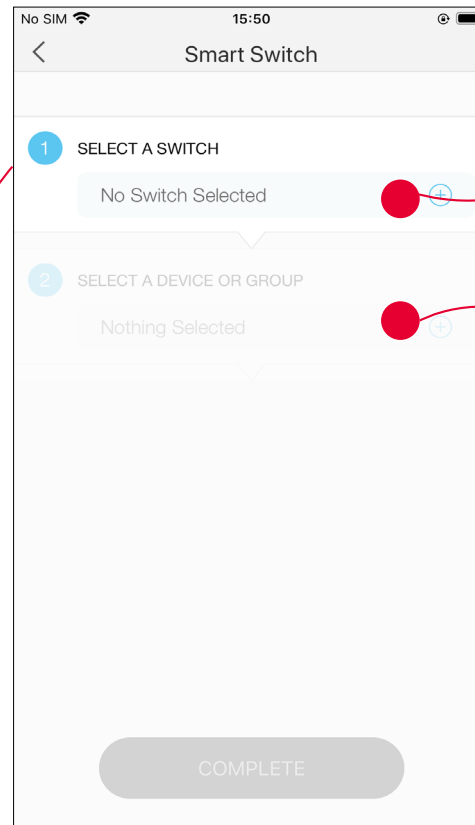 No SIM 15:50
Smart Switch
1 SELECT A SWITCH
No Switch Selected
2 SELECT A DEVICE OR GROUP
Nothing Selected
COMPLETE